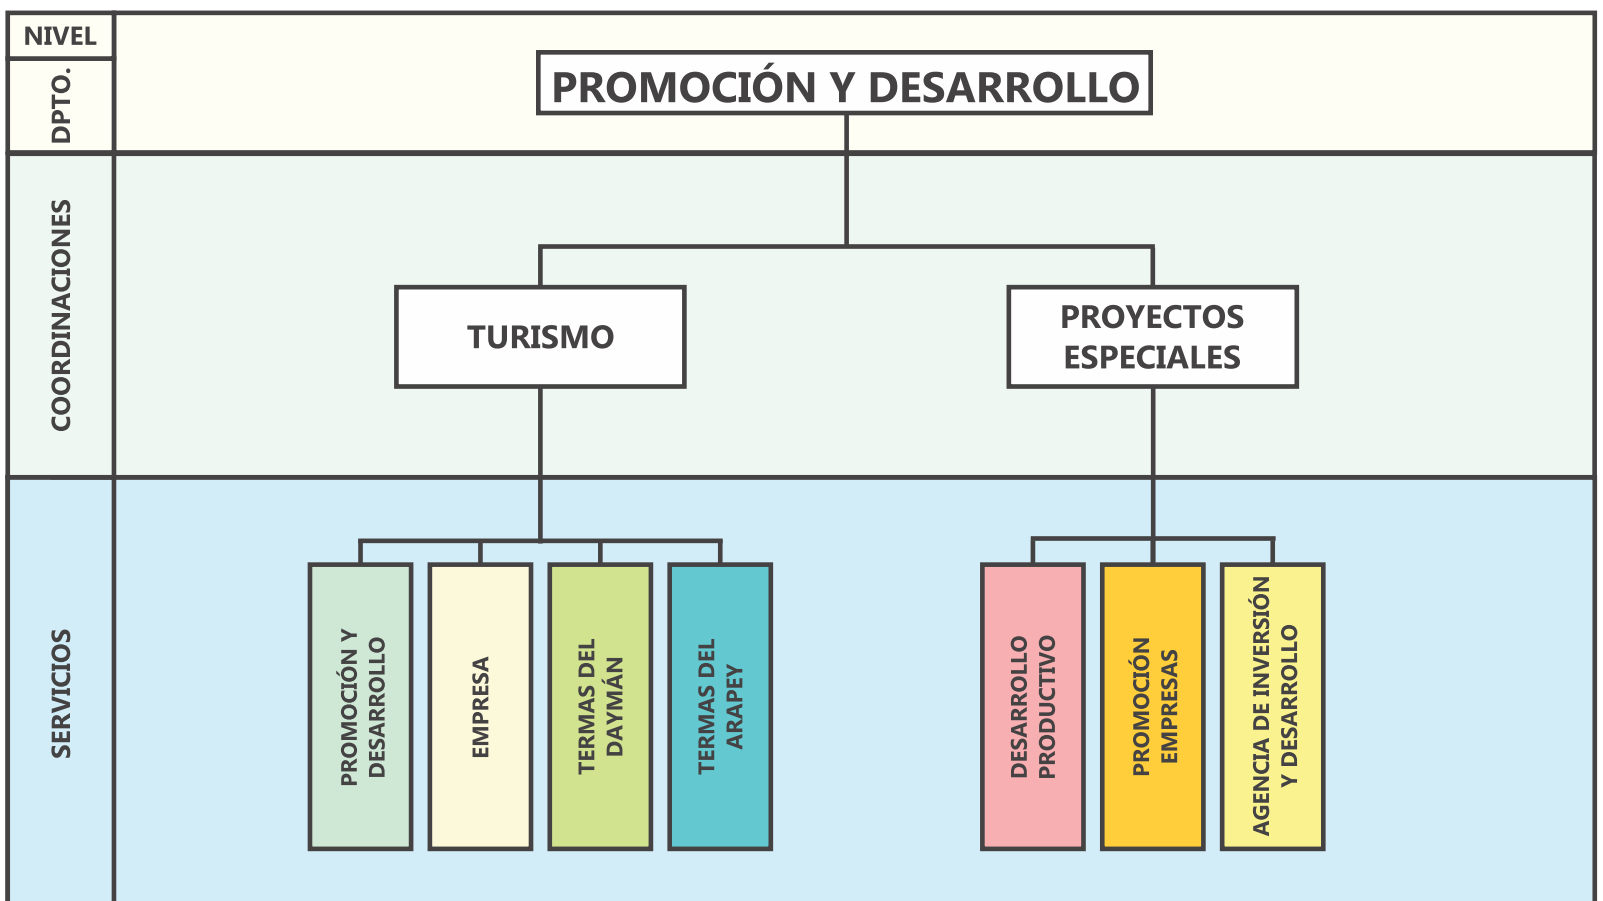 NIVEL
DPTO.
PROMOCIÓN Y DESARROLLO
COORDINACIONES
TURISMO
PROYECTOS
ESPECIALES
SERVICIOS
PROMOCIÓN Y
DESARROLLO
EMPRESA
TERMAS DEL
DAYMÁN
TERMAS DEL
ARAPEY
DESARROLLO
PRODUCTIVO
PROMOCIÓN
EMPRESAS
AGENCIA DE INVERSIÓN
Y DESARROLLO